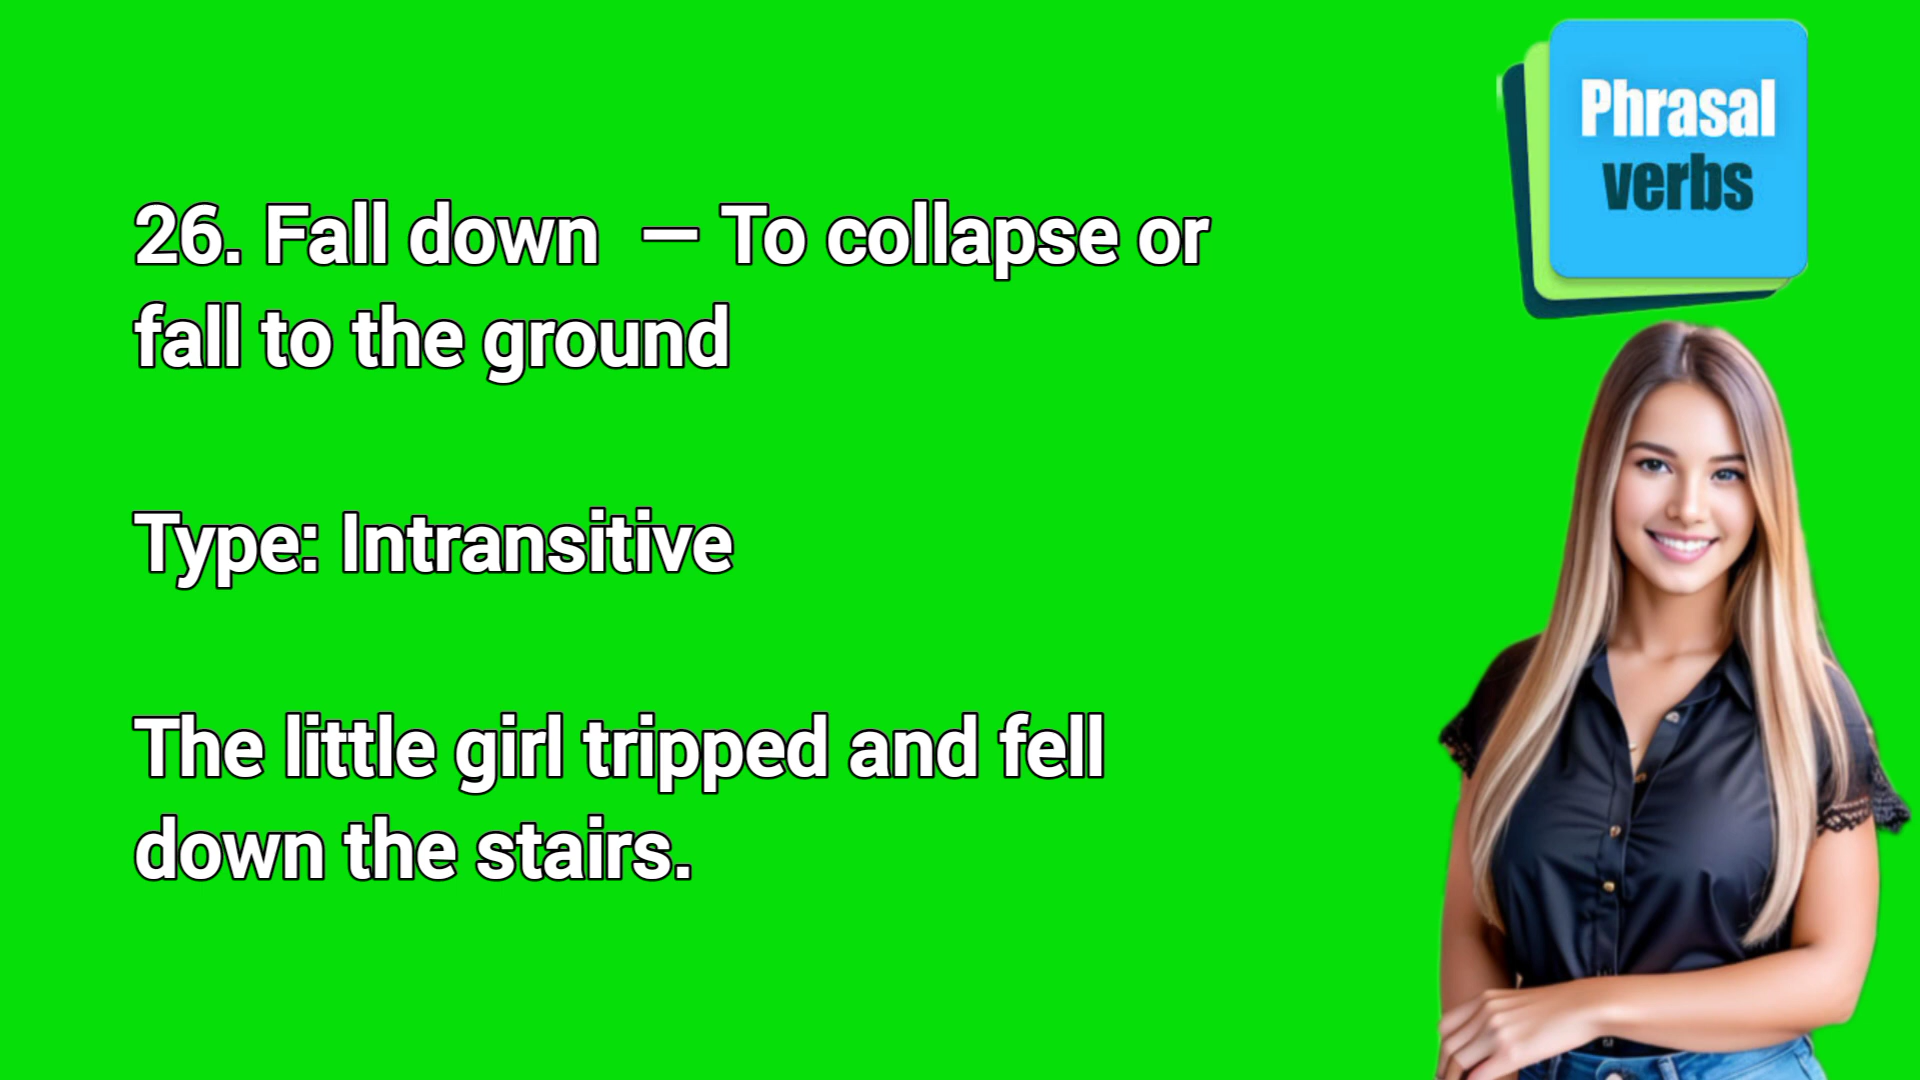 Phrasal
verbs
26. Fall down — To collapse or
fall to the ground
Type: Intransitive
The little girl tripped and fell
down the stairs.